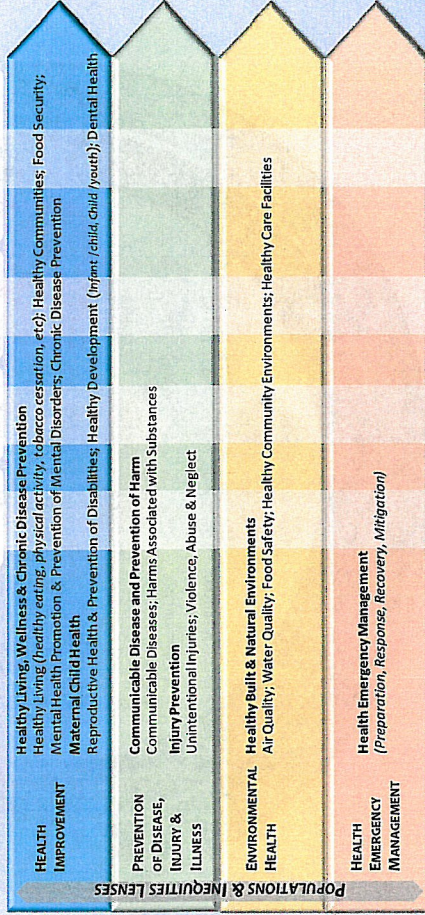 HEALTH
IMPROVEMENT
Healthy Living, Wellness & Chronic Disease Prevention
Healthy Living (healthy eating, physical activity, tobacco cessation, etc); Healthy Communities; Food Security;
Mental Health Promotion & Prevention of Mental Disorders; Chronic Disease Prevention
Maternal Child Health
Reproductive Health & Prevention of Disabilities; Healthy Development (Infant /child, Child /youth); Dental Health
PREVENTION
OF DISEASE,
INJURY &
ILLNESS
Communicable Disease and Prevention of Harm
Communicable Diseases; Harms Associated with Substances
Injury Prevention
Unintentional Injuries; Violence, Abuse & Neglect
ENVIRONMENTAL
HEALTH
Healthy Built & Natural Environments
Air Quality; Water Quality; Food Safety; Healthy Community Environments; Healthy Care Facilities
HEALTH
EMERGENCY
MANAGEMENT
Health Emergency Management
(Preparation, Response, Recovery, Mitigation)
POPULATIONS & INEQUITIES LENSES